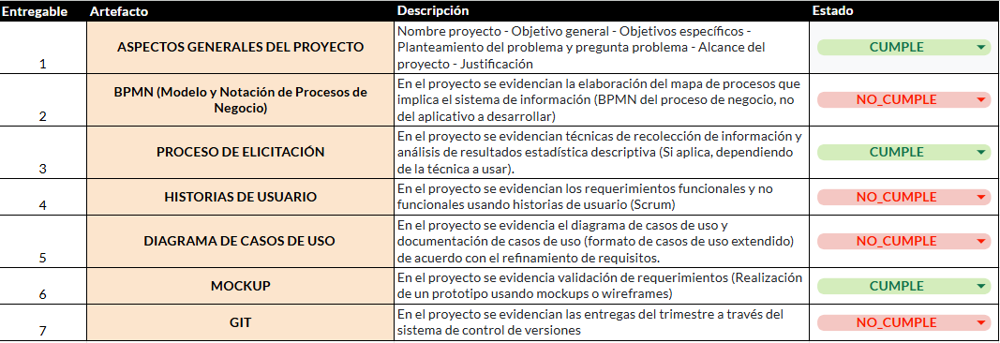 Entregable Artefacto Descripción Estado
1
ASPECTOS GENERALES DEL PROYECTO
Nombre proyecto - Objetivo general - Objetivos específicos -
Planteamiento del problema y pregunta problema - Alcance del
proyecto - Justificación
CUMPLE
2
BPMN (Modelo y Notación de Procesos de
Negocio)
En el proyecto se evidencian la elaboración del mapa de procesos que
implica el sistema de información (BPMN del proceso de negocio, no
del aplicativo a desarrollar)
NO_CUMPLE
3
PROCESO DE ELICITACIÓN
En el proyecto se evidencian técnicas de recolección de información y
análisis de resultados estadística descriptiva (Si aplica, dependiendo
de la técnica a usar).
CUMPLE
4
HISTORIAS DE USUARIO
En el proyecto se evidencian los requerimientos funcionales y no
funcionales usando historias de usuario (Scrum)
NO_CUMPLE
5
DIAGRAMA DE CASOS DE USO
En el proyecto se evidencia el diagrama de casos de uso y
documentación de casos de uso (formato de casos de uso extendido)
de acuerdo con el refinamiento de requisitos.
NO_CUMPLE
6
MOCKUP
En el proyecto se evidencia validación de requerimientos (Realización
de un prototipo usando mockups o wireframes)
CUMPLE
7
GIT
En el proyecto se evidencian las entregas del trimestre a través del
sistema de control de versiones
NO_CUMPLE